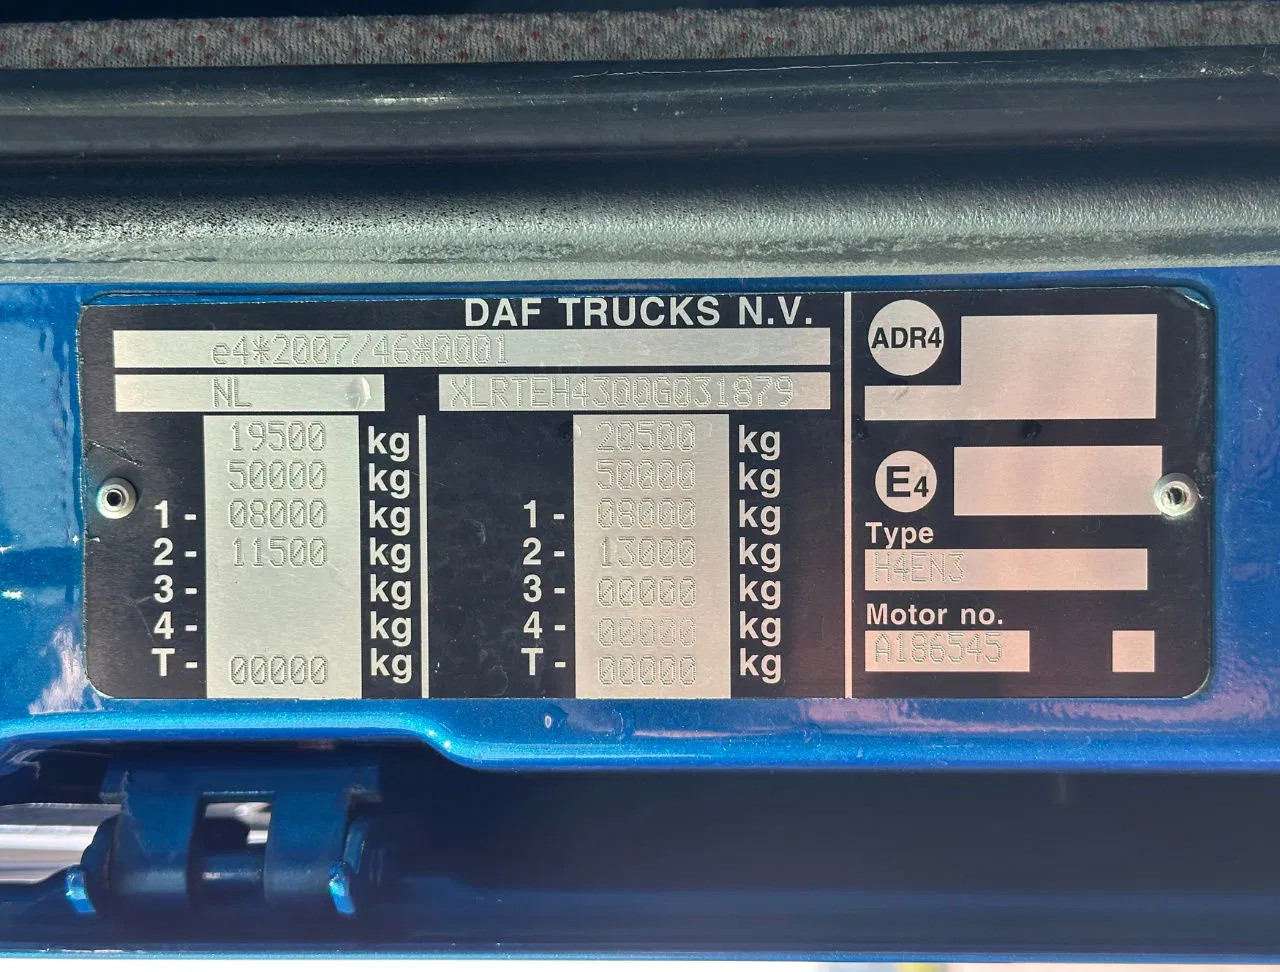 DAF TRUCKS N.V.
e4*2007/46*0001
NL XLRTEH4300G031879
19500 kg 20500 kg
50000 kg 50000 kg
1- 08000 kg 1- 08000 kg
2- 11500 kg 2- 13000 kg
3- kg 3- 00000 kg
4- kg 4- 00000 kg
T- 00000 kg T- 00000 kg
ADR4
E4
Type
H4EN3
Motor no.
A186545